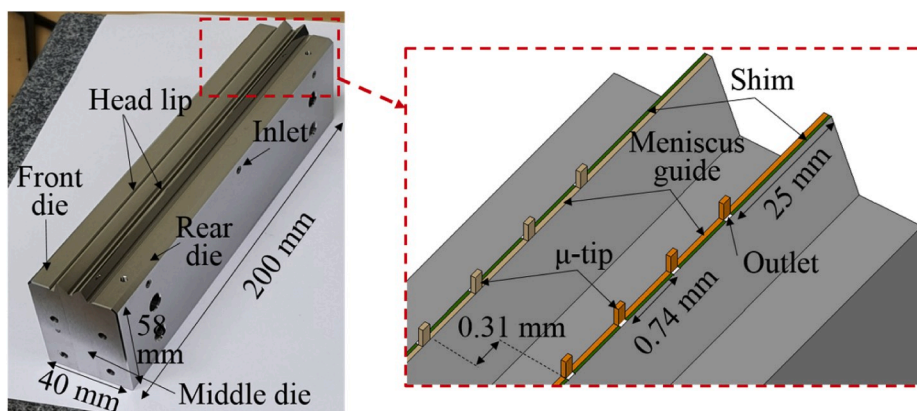 Head lip
Inlet
Front
die
Rear
die
200 mm
58
mm
40 mm
Middle die
Shim
Meniscus
guide
25 mm
μ-tip
Outlet
0.74 mm
0.31 mm